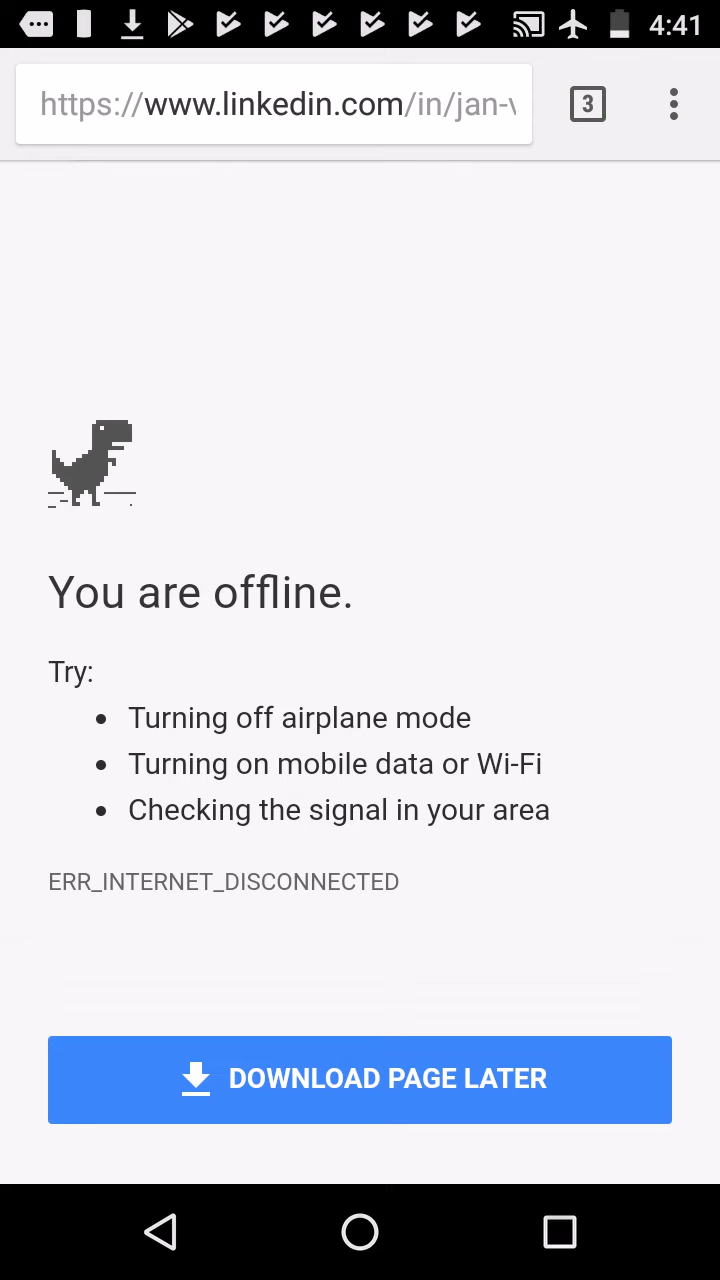 4:41
https://www.linkedin.com/in/jan-
3
You are offline.
Try:
Turning off airplane mode
Turning on mobile data or Wi-Fi
Checking the signal in your area
ERR_INTERNET_DISCONNECTED
DOWNLOAD PAGE LATER